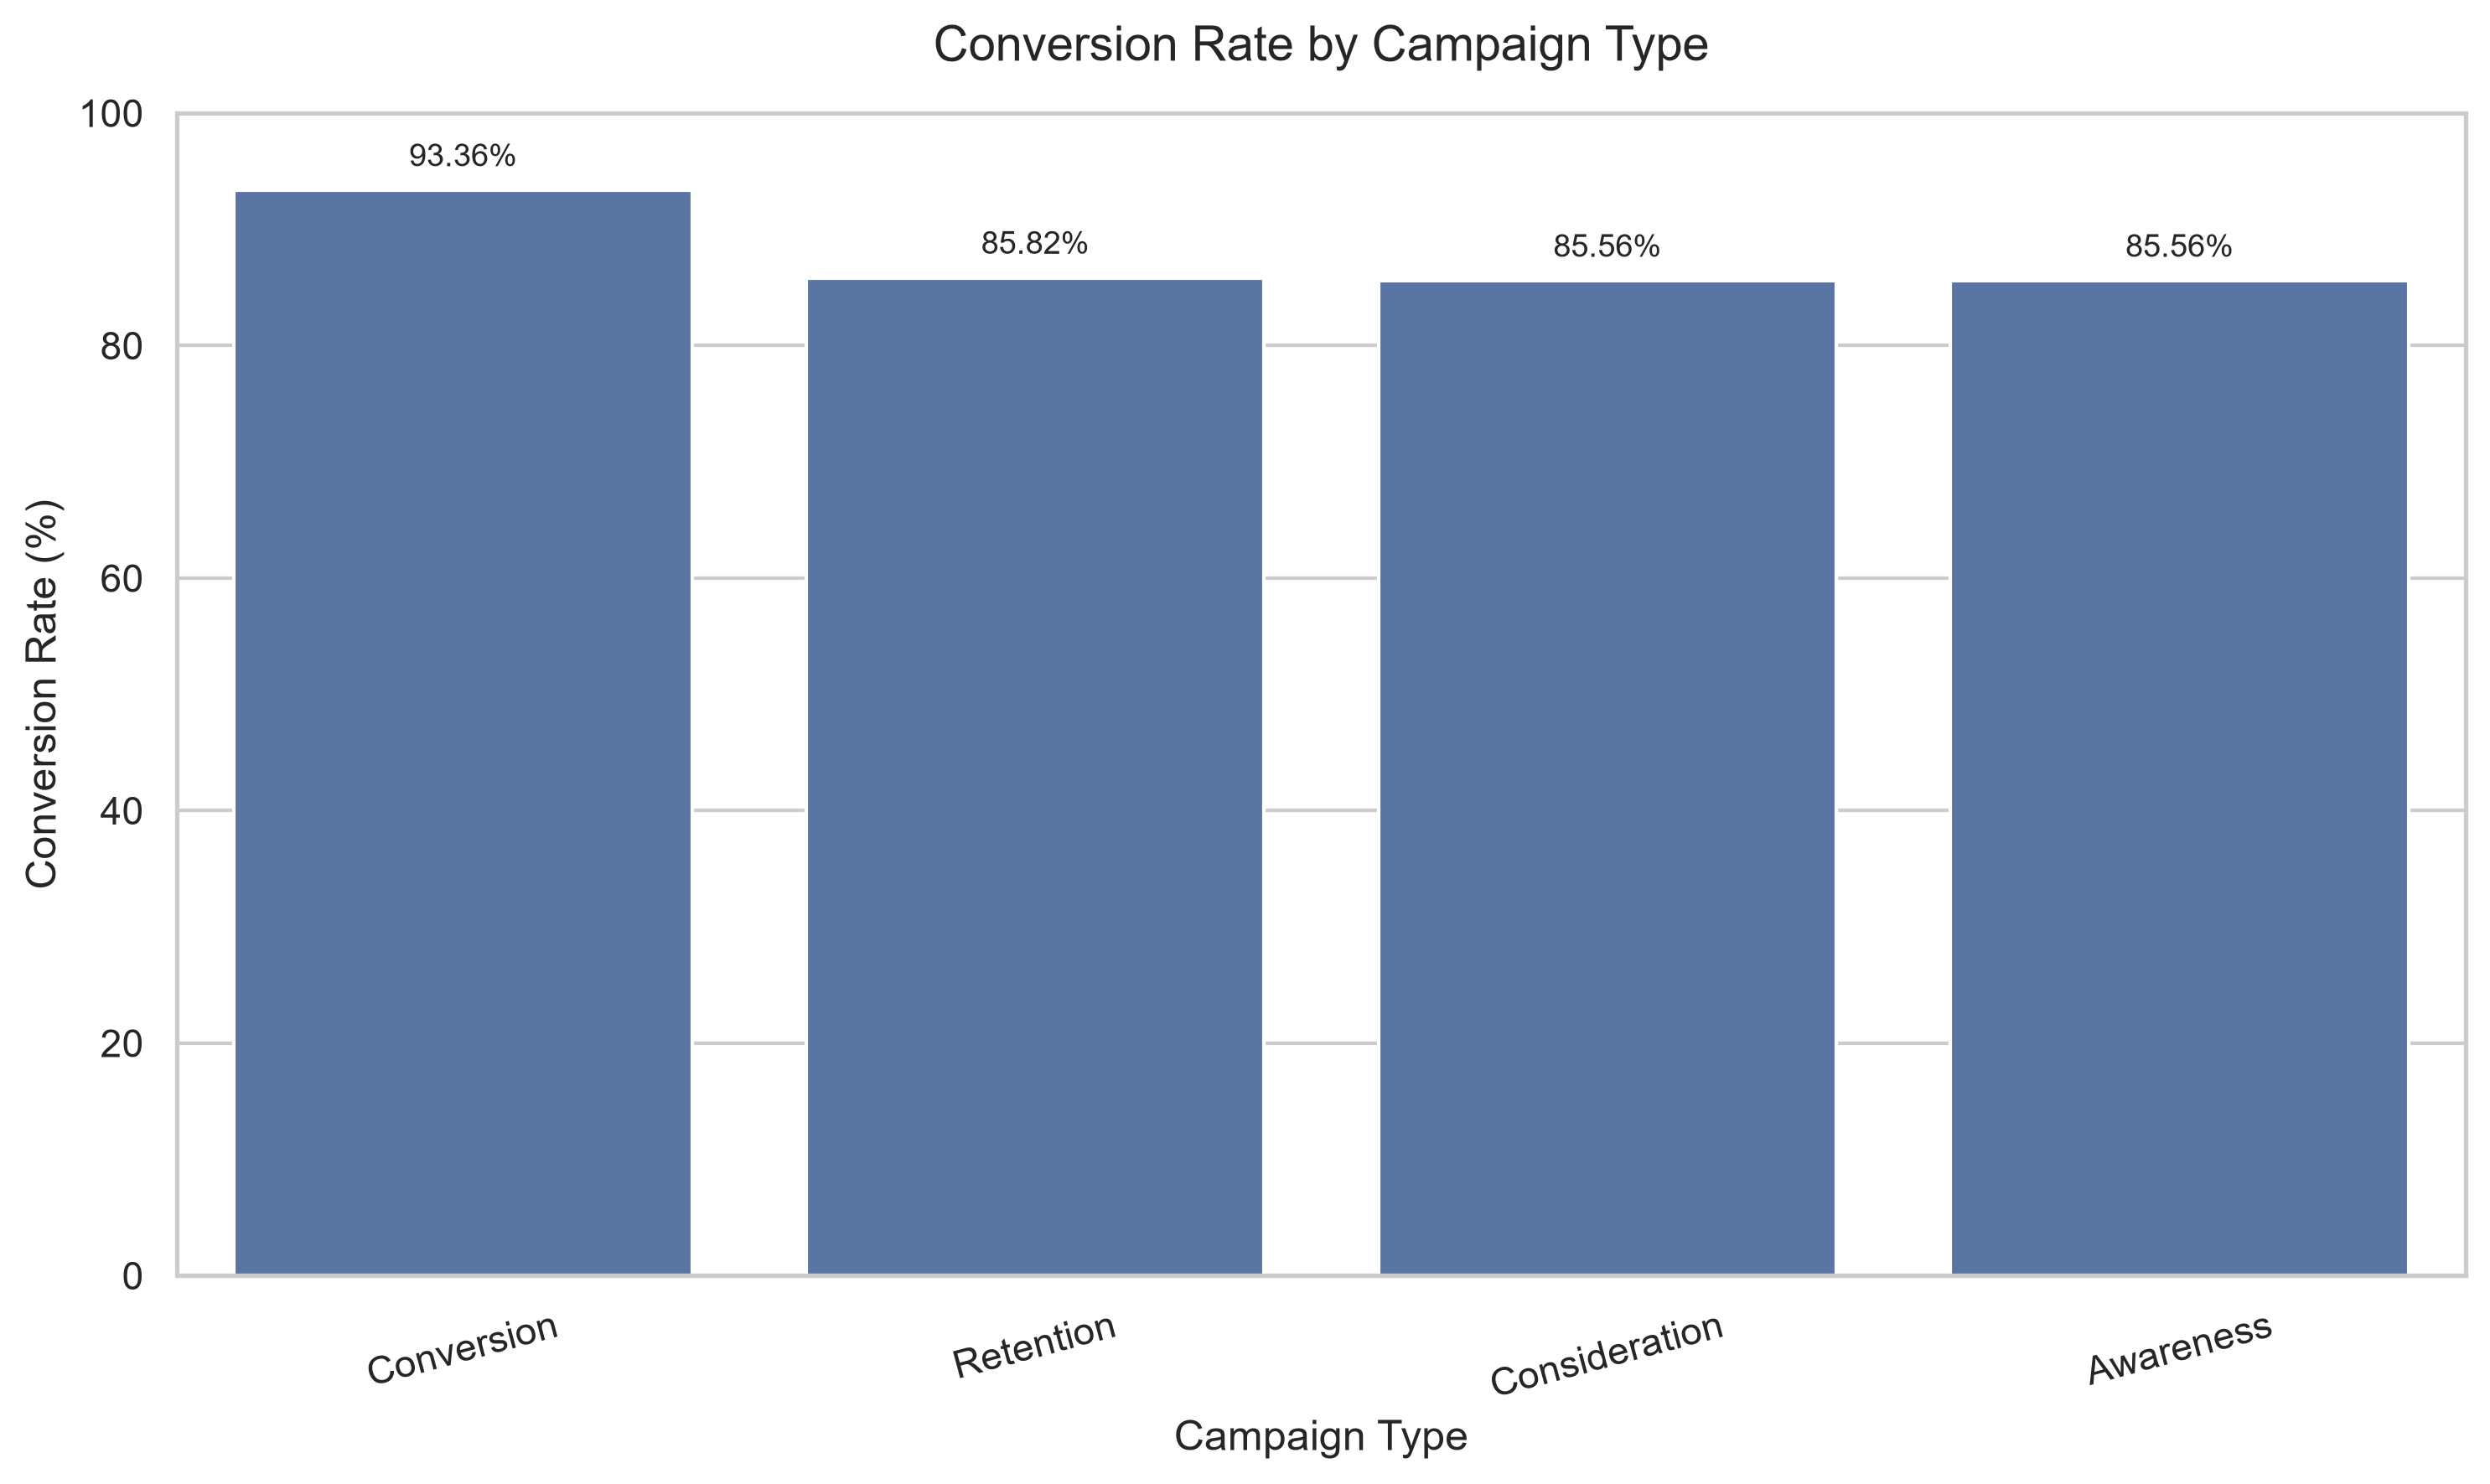 Conversion Rate by Campaign Type
100
80
60
40
20
0
Conversion Rate (%)
93.36%
85.82%
85.56%
85.56%
Conversion
Retention
Consideration
Awareness
Campaign Type